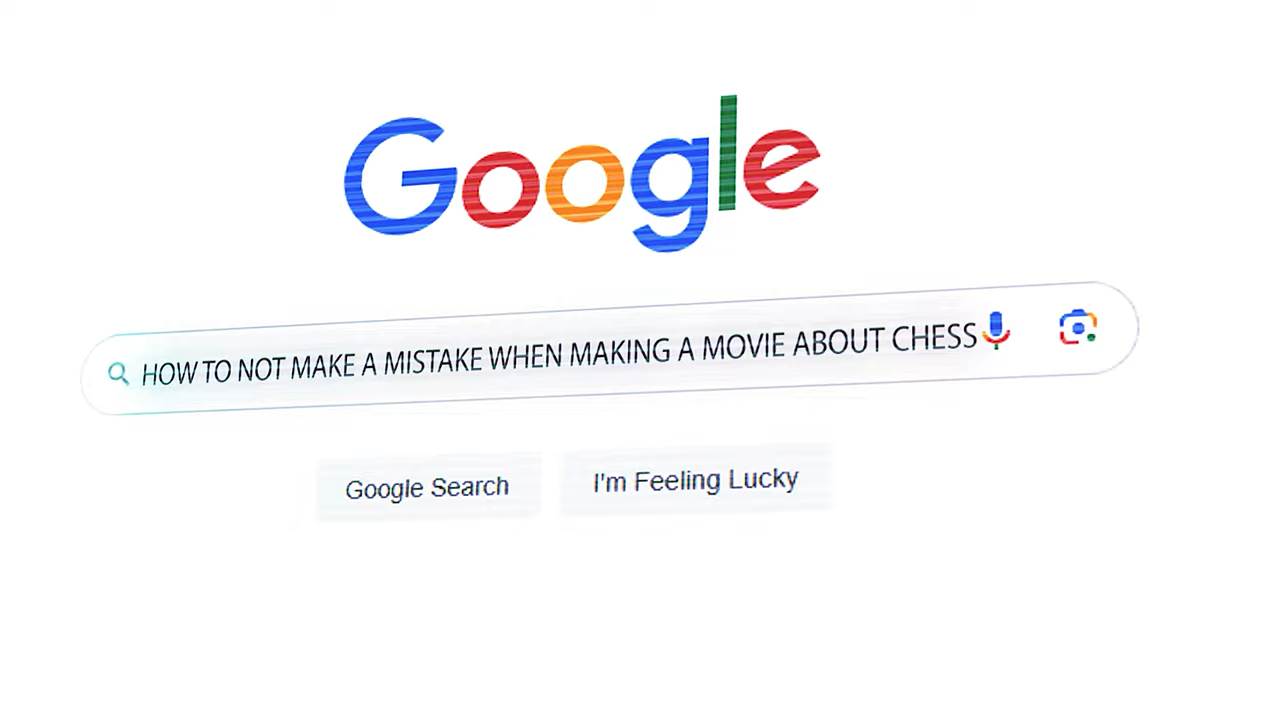 Google
HOW TO NOT MAKE A MISTAKE WHEN MAKING A MOVIE ABOUT CHESS
Google Search
I'm Feeling Lucky